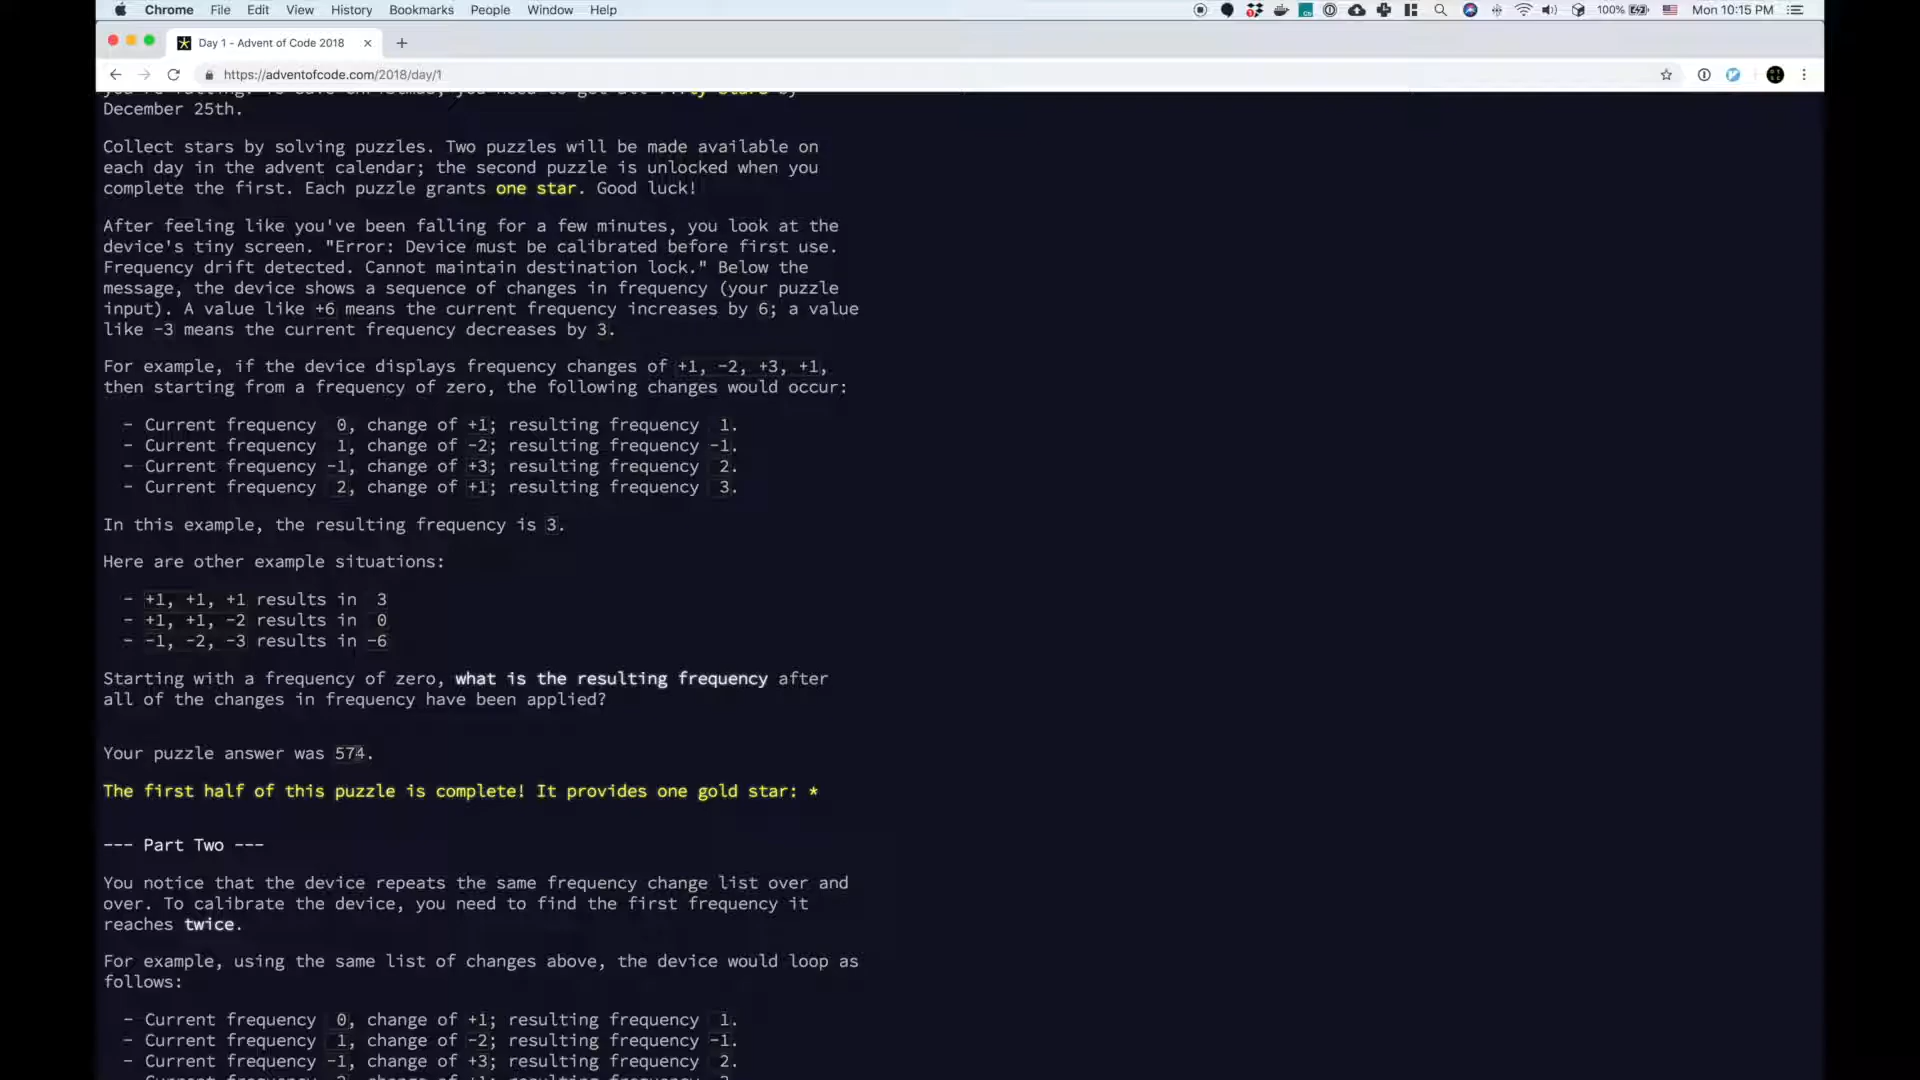 Chrome File Edit View History Bookmarks People Window Help 100% Mon 10:15 PM
Day 1 - Advent of Code 2018
https://adventofcode.com/2018/day/1
December 25th.
Collect stars by solving puzzles. Two puzzles will be made available on
each day in the advent calendar; the second puzzle is unlocked when you
complete the first. Each puzzle grants one star. Good luck!
After feeling like you've been falling for a few minutes, you look at the
device's tiny screen. "Error: Device must be calibrated before first use.
Frequency drift detected. Cannot maintain destination lock." Below the
message, the device shows a sequence of changes in frequency (your puzzle
input). A value like +6 means the current frequency increases by 6; a value
like -3 means the current frequency decreases by 3.
For example, if the device displays frequency changes of +1, -2, +3, +1,
then starting from a frequency of zero, the following changes would occur:
- Current frequency 0, change of +1; resulting frequency 1.
- Current frequency 1, change of -2; resulting frequency -1.
- Current frequency -1, change of +3; resulting frequency 2.
- Current frequency 2, change of +1; resulting frequency 3.
In this example, the resulting frequency is 3.
Here are other example situations:
- +1, +1, +1 results in 3
- +1, +1, -2 results in 0
- -1, -2, -3 results in -6
Starting with a frequency of zero, what is the resulting frequency after
all of the changes in frequency have been applied?
Your puzzle answer was 574.
The first half of this puzzle is complete! It provides one gold star: *
--- Part Two ---
You notice that the device repeats the same frequency change list over and
over. To calibrate the device, you need to find the first frequency it
reaches twice.
For example, using the same list of changes above, the device would loop as
follows:
- Current frequency 0, change of +1; resulting frequency 1.
- Current frequency 1, change of -2; resulting frequency -1.
- Current frequency -1, change of +3; resulting frequency 2.